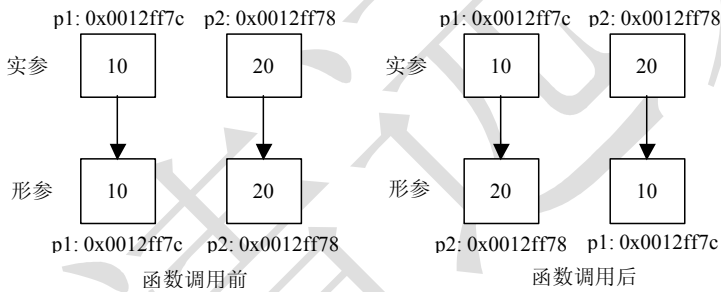 p1: 0x0012ff7c p2: 0x0012ff78 p1: 0x0012ff7c p2: 0x0012ff78
实参 10 20 实参 10 20
形参 10 20 形参 20 10
p1: 0x0012ff7c p2: 0x0012ff78 p2: 0x0012ff78 p1: 0x0012ff7c
函数调用前 函数调用后